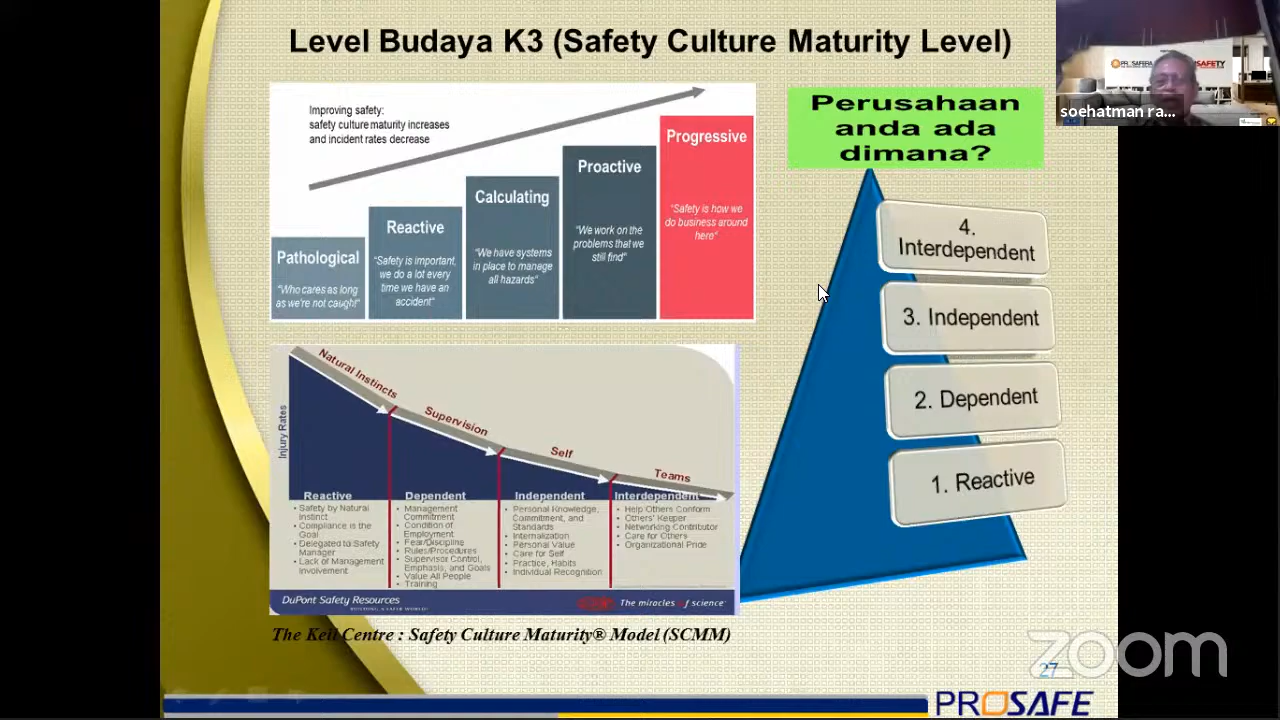 Level Budaya K3 (Safety Culture Maturity Level)
Improving safety:
safety culture maturity increases
and incident rates decrease
Pathological
"Who cares as long
as we're not caught"
Reactive
"Safety is important,
we do a lot every
time we have an
accident"
Calculating
"We have systems
in place to manage
all hazards"
Proactive
"We work on the
problems that we
still find"
Progressive
"Safety is how we
do business around
here"
Perusahaan
anda ada
dimana?
4.
Interdependent
3. Independent
2. Dependent
1. Reactive
soehatman ra...
Injury Rates
Natural Instincts
Supervision
Self
Teams
Reactive
• Safety by Natural
Instinct
• Compliance is the
Goal
• Delegated to Safety
Manager
• Lack of Management
Involvement
Dependent
• Management
Commitment
• Condition of
Employment
• Fear/Discipline
• Rules/Procedures
• Supervisor Control,
Emphasis, and Goals
• Value All People
• Training
Independent
• Personal Knowledge,
Commitment, and
Standards
• Internalization
• Personal Value
• Care for Self
• Practice, Habits
• Individual Recognition
Interdependent
• Help Others Conform
• Others' Keeper
• Networking Contributor
• Care for Others
• Organizational Pride
DuPont Safety Resources
The miracles of science™
The Keil Centre : Safety Culture Maturity® Model (SCMM)
zoom
27
PROSAFE